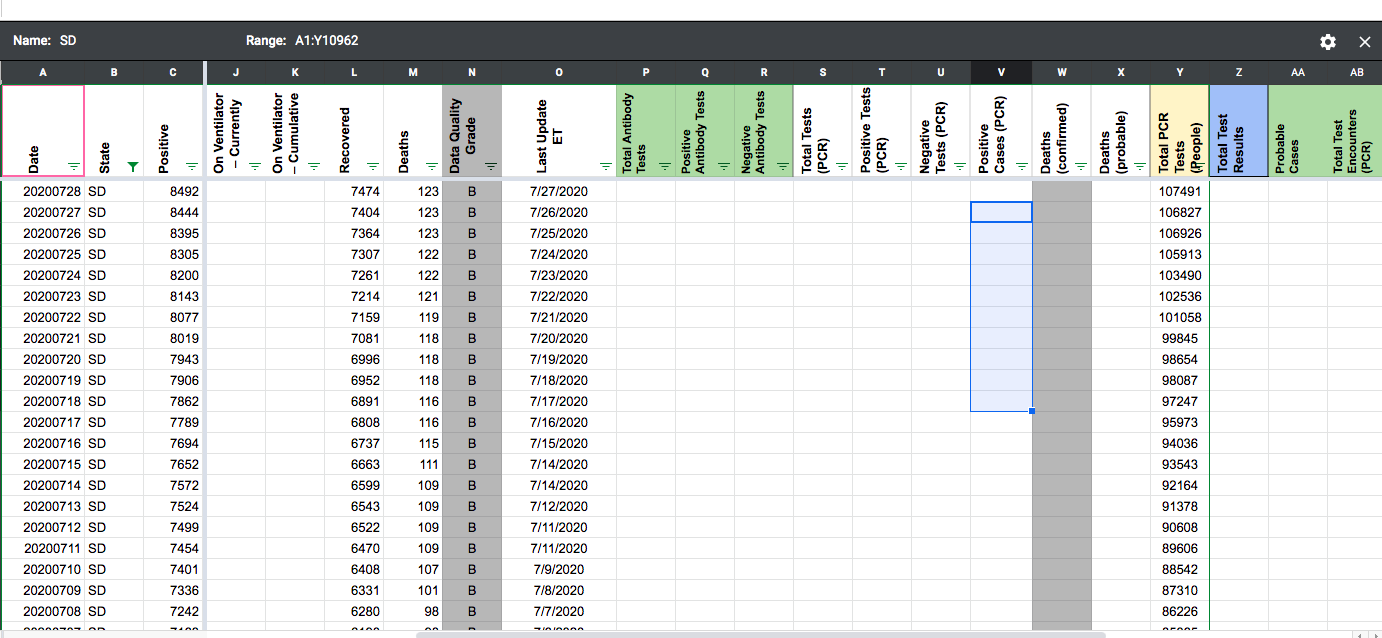 Name: SD Range: A1:Y10962
A B C J K L M N O P Q R S T U V W X Y Z AA AB
Date State Positive On Ventilator – Currently On Ventilator – Cumulative Recovered Deaths Data Quality Grade Last Update ET Total Antibody Tests Positive Antibody Tests Negative Antibody Tests Total Tests (PCR) Positive Tests (PCR) Negative Tests (PCR) Positive Cases (PCR) Deaths (confirmed) Deaths (probable) Total PCR Tests (People) Total Test Results Probable Cases Total Test Encounters (PCR)
20200728 SD 8492 7474 123 B 7/27/2020 107491
20200727 SD 8444 7404 123 B 7/26/2020 106827
20200726 SD 8395 7364 123 B 7/25/2020 106926
20200725 SD 8305 7307 122 B 7/24/2020 105913
20200724 SD 8200 7261 122 B 7/23/2020 103490
20200723 SD 8143 7214 121 B 7/22/2020 102536
20200722 SD 8077 7159 119 B 7/21/2020 101058
20200721 SD 8019 7081 118 B 7/20/2020 99845
20200720 SD 7943 6996 118 B 7/19/2020 98654
20200719 SD 7906 6952 118 B 7/18/2020 98087
20200718 SD 7862 6891 116 B 7/17/2020 97247
20200717 SD 7789 6808 116 B 7/16/2020 95973
20200716 SD 7694 6737 115 B 7/15/2020 94036
20200715 SD 7652 6663 111 B 7/14/2020 93543
20200714 SD 7572 6599 109 B 7/14/2020 92164
20200713 SD 7524 6543 109 B 7/12/2020 91378
20200712 SD 7499 6522 109 B 7/11/2020 90608
20200711 SD 7454 6470 109 B 7/11/2020 89606
20200710 SD 7401 6408 107 B 7/9/2020 88542
20200709 SD 7336 6331 101 B 7/8/2020 87310
20200708 SD 7242 6280 98 B 7/7/2020 86226